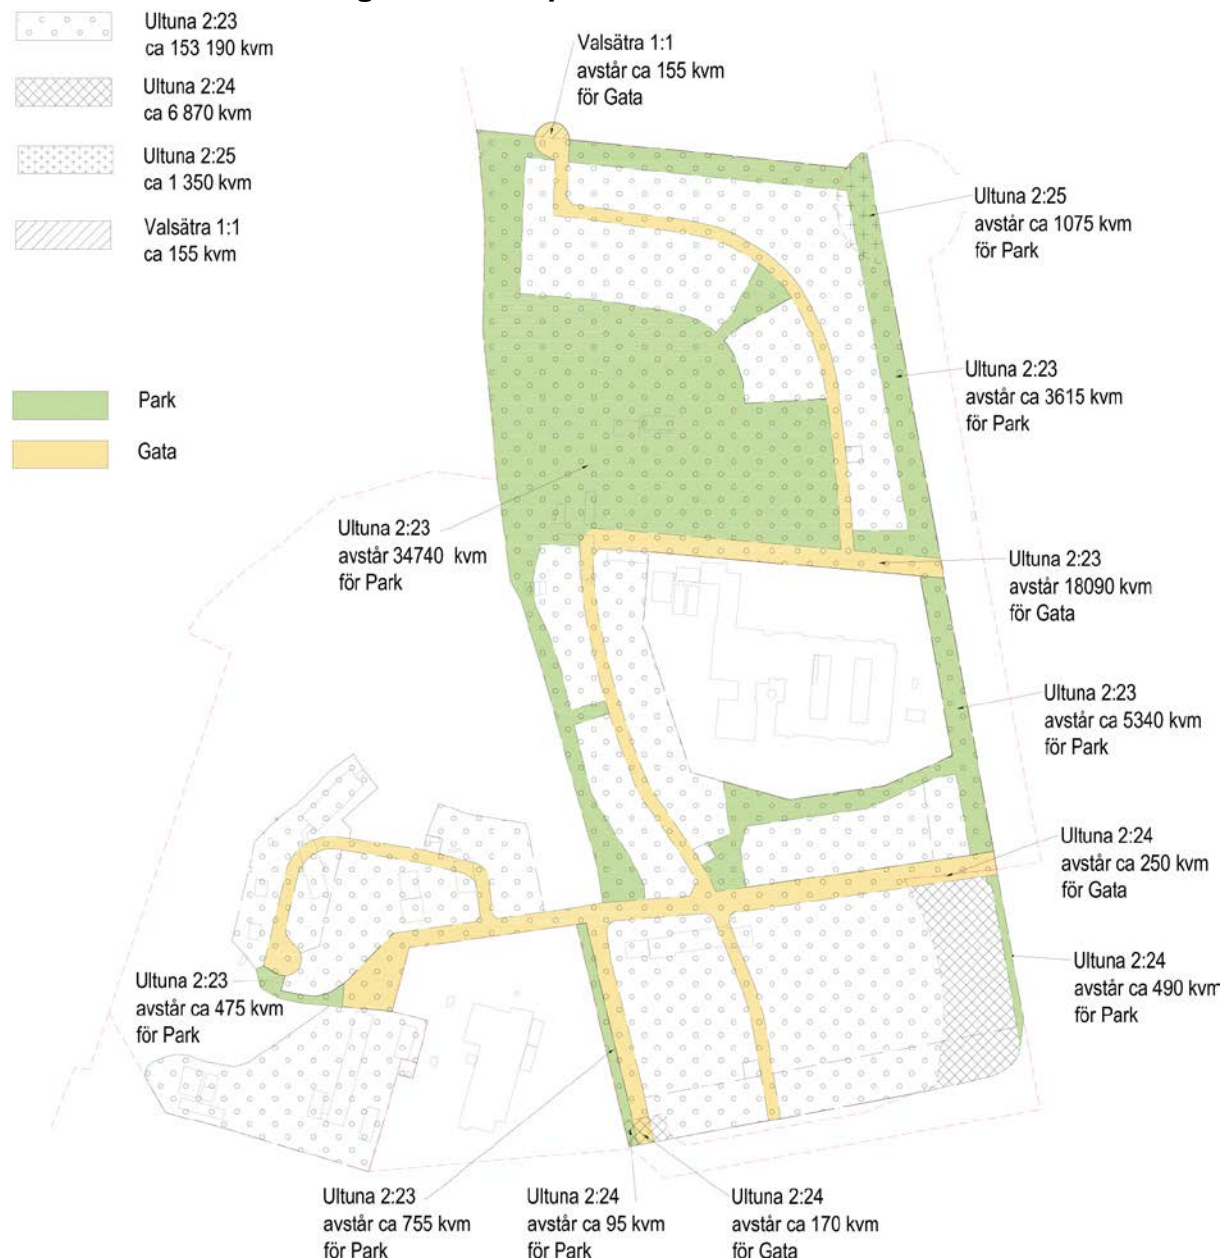 Ultuna 2:23
ca 153 190 kvm
Ultuna 2:24
ca 6 870 kvm
Ultuna 2:25
ca 1 350 kvm
Valsätra 1:1
ca 155 kvm
Park
Gata
Valsätra 1:1
avstår ca 155 kvm
för Gata
Ultuna 2:25
avstår ca 1075 kvm
för Park
Ultuna 2:23
avstår ca 3615 kvm
för Park
Ultuna 2:23
avstår 34740 kvm
för Park
Ultuna 2:23
avstår 18090 kvm
för Gata
Ultuna 2:23
avstår ca 5340 kvm
för Park
Ultuna 2:24
avstår ca 250 kvm
för Gata
Ultuna 2:24
avstår ca 490 kvm
för Park
Ultuna 2:23
avstår ca 475 kvm
för Park
Ultuna 2:23
avstår ca 755 kvm
för Park
Ultuna 2:24
avstår ca 95 kvm
för Park
Ultuna 2:24
avstår ca 170 kvm
för Gata